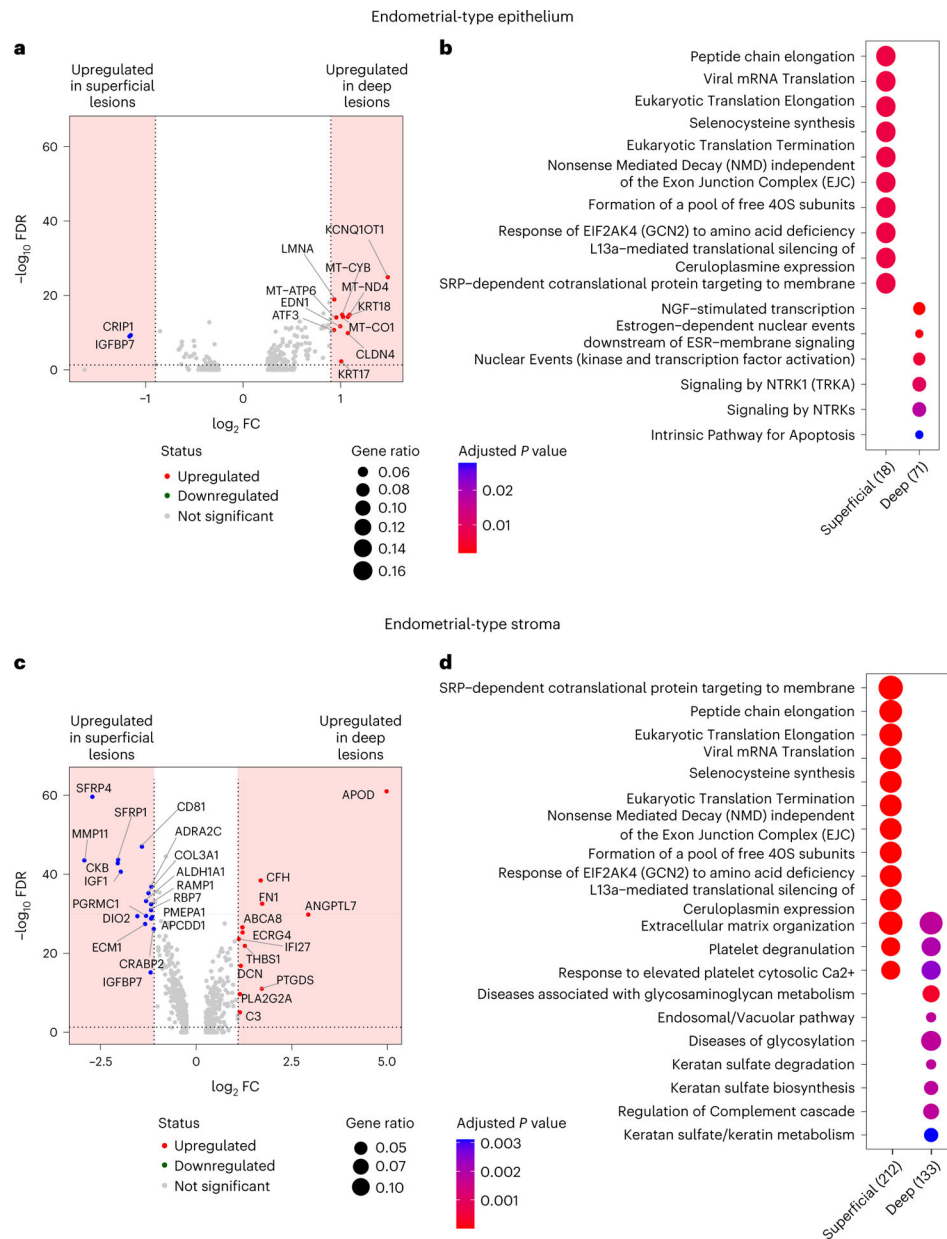 Endometrial-type epithelium
a
Upregulated
in superficial
lesions
Upregulated
in deep
lesions
60
40
20
0
−log10 FDR
KCNQ1OT1
LMNA
MT−CYB
MT−ATP6
MT−ND4
EDN1
KRT18
ATF3
MT−CO1
CRIP1
IGFBP7
CLDN4
KRT17
−1
0
1
log2 FC
Status
Upregulated
Downregulated
Not significant
Gene ratio
0.06
0.08
0.10
0.12
0.14
0.16
Adjusted P value
0.02
0.01
b
Peptide chain elongation
Viral mRNA Translation
Eukaryotic Translation Elongation
Selenocysteine synthesis
Eukaryotic Translation Termination
Nonsense Mediated Decay (NMD) independent
of the Exon Junction Complex (EJC)
Formation of a pool of free 40S subunits
Response of EIF2AK4 (GCN2) to amino acid deficiency
L13a−mediated translational silencing of
Ceruloplasmine expression
SRP−dependent cotranslational protein targeting to membrane
NGF−stimulated transcription
Estrogen−dependent nuclear events
downstream of ESR−membrane signaling
Nuclear Events (kinase and transcription factor activation)
Signaling by NTRK1 (TRKA)
Signaling by NTRKs
Intrinsic Pathway for Apoptosis
Superficial (18)
Deep (71)
Endometrial-type stroma
c
Upregulated
in superficial
lesions
Upregulated
in deep
lesions
60
40
20
0
−log10 FDR
SFRP4
APOD
SFRP1
CD81
MMP11
ADRA2C
COL3A1
CKB
ALDH1A1
CFH
IGF1
RAMP1
RBP7
FN1
ANGPTL7
PGRMC1
PMEPA1
ABCA8
DIO2
APCDD1
ECRG4
IFI27
ECM1
THBS1
CRABP2
DCN
PTGDS
IGFBP7
PLA2G2A
C3
−2.5
0
2.5
5.0
log2 FC
Status
Upregulated
Downregulated
Not significant
Gene ratio
0.05
0.07
0.10
Adjusted P value
0.003
0.002
0.001
d
SRP−dependent cotranslational protein targeting to membrane
Peptide chain elongation
Eukaryotic Translation Elongation
Viral mRNA Translation
Selenocysteine synthesis
Eukaryotic Translation Termination
Nonsense Mediated Decay (NMD) independent
of the Exon Junction Complex (EJC)
Formation of a pool of free 40S subunits
Response of EIF2AK4 (GCN2) to amino acid deficiency
L13a−mediated translational silencing of
Ceruloplasmin expression
Extracellular matrix organization
Platelet degranulation
Response to elevated platelet cytosolic Ca2+
Diseases associated with glycosaminoglycan metabolism
Endosomal/Vacuolar pathway
Diseases of glycosylation
Keratan sulfate degradation
Keratan sulfate biosynthesis
Regulation of Complement cascade
Keratan sulfate/keratin metabolism
Superficial (212)
Deep (133)